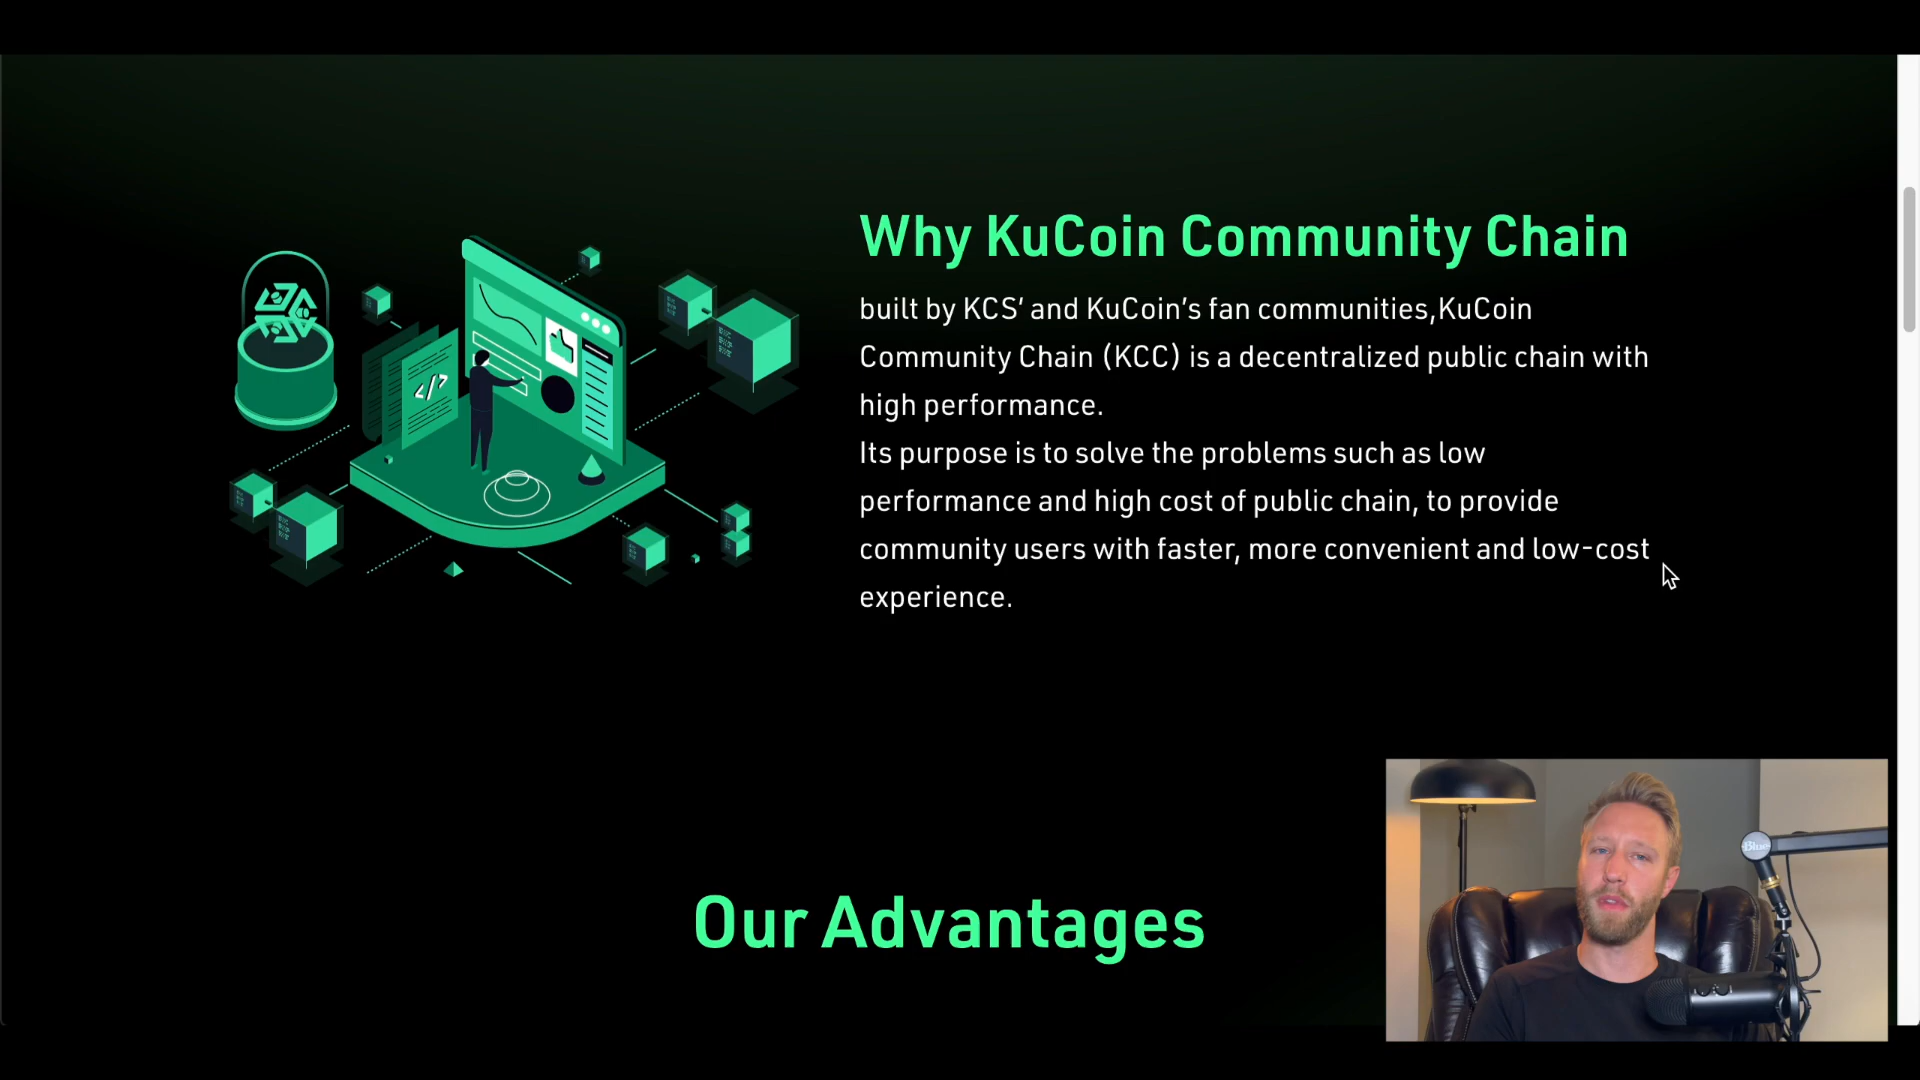 Why KuCoin Community Chain
built by KCS’ and KuCoin’s fan communities,KuCoin
Community Chain (KCC) is a decentralized public chain with
high performance.
Its purpose is to solve the problems such as low
performance and high cost of public chain, to provide
community users with faster, more convenient and low-cost
experience.
</>
Our Advantages
Blue